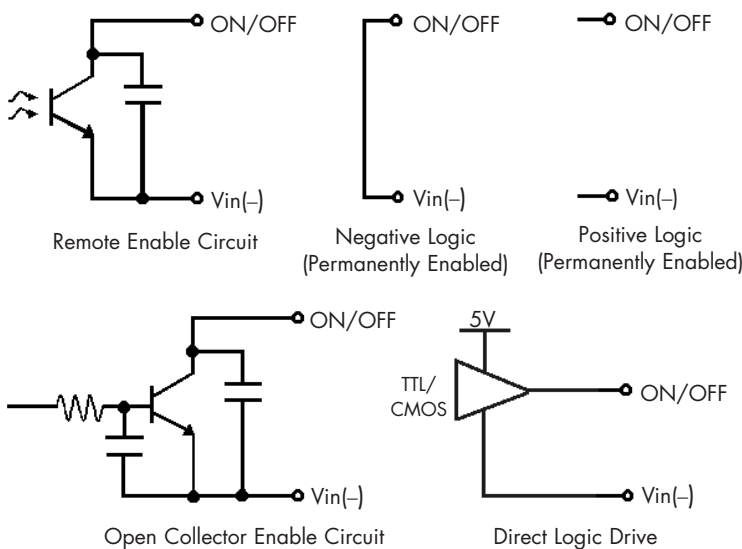 ON/OFF
Vin(–)
Remote Enable Circuit
ON/OFF
Vin(–)
Negative Logic
(Permanently Enabled)
ON/OFF
Vin(–)
Positive Logic
(Permanently Enabled)
ON/OFF
Vin(–)
Open Collector Enable Circuit
5V
TTL/
CMOS
ON/OFF
Vin(–)
Direct Logic Drive